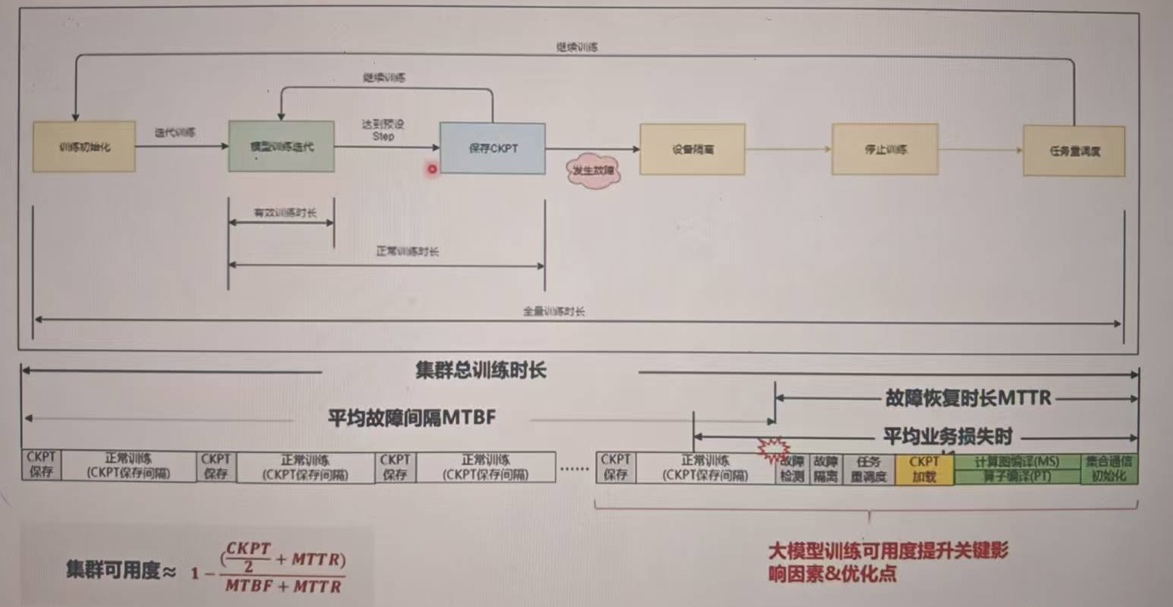 继续训练
继续训练
训练初始化
迭代训练
模型训练迭代
达到预设
Step
保存CKPT
发生故障
设备隔离
停止训练
任务重调度
有效训练时长
正常训练时长
全量训练时长
集群总训练时长
故障恢复时长MTTR
平均故障间隔MTBF
平均业务损失时
CKPT
保存
正常训练
(CKPT保存间隔)
CKPT
保存
正常训练
(CKPT保存间隔)
CKPT
保存
正常训练
(CKPT保存间隔)
......
CKPT
保存
正常训练
(CKPT保存间隔)
故障
检测
故障
隔离
任务
重调度
CKPT
加载
计算图编译(MS)
算子编译(PT)
集合通信
初始化
集群可用度≈ 1 - (CKPT/2 + MTTR) / (MTBF + MTTR)
大模型训练可用度提升关键影
响因素&优化点